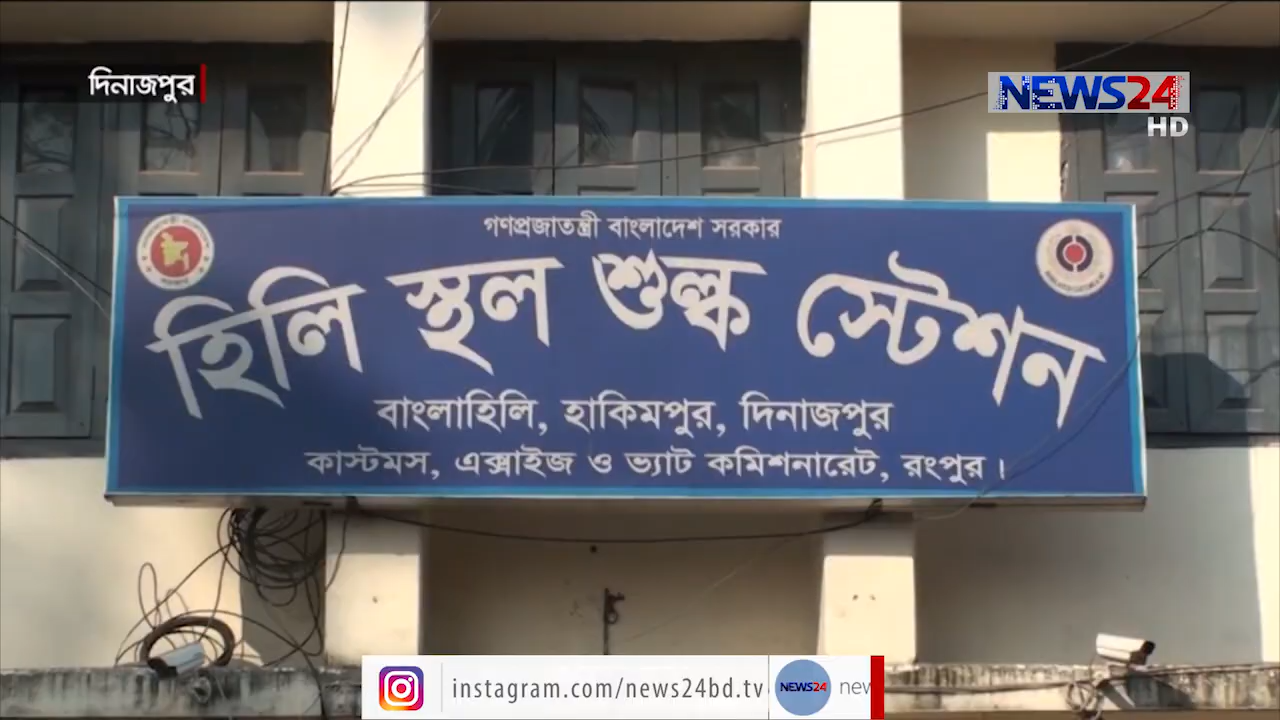 দিনাজপুর
NEWS24
HD
গণপ্রজাতন্ত্রী বাংলাদেশ সরকার
হিলি স্থল শুল্ক স্টেশন
বাংলাহিলি, হাকিমপুর, দিনাজপুর
কাস্টমস, এক্সাইজ ও ভ্যাট কমিশনারেট, রংপুর।
instagram.com/news24bd.tv
NEWS24
new